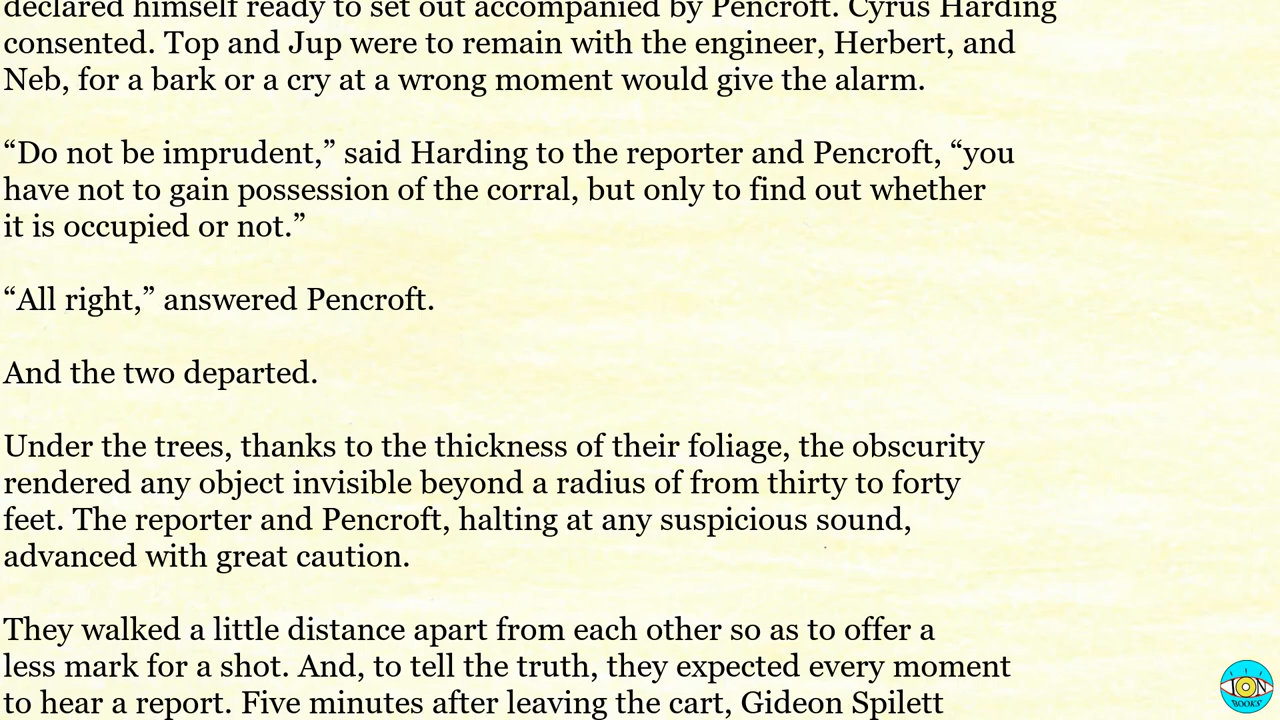 declared himself ready to set out accompanied by Pencroft. Cyrus Harding
consented. Top and Jup were to remain with the engineer, Herbert, and
Neb, for a bark or a cry at a wrong moment would give the alarm.
“Do not be imprudent,” said Harding to the reporter and Pencroft, “you
have not to gain possession of the corral, but only to find out whether
it is occupied or not.”
“All right,” answered Pencroft.
And the two departed.
Under the trees, thanks to the thickness of their foliage, the obscurity
rendered any object invisible beyond a radius of from thirty to forty
feet. The reporter and Pencroft, halting at any suspicious sound,
advanced with great caution.
They walked a little distance apart from each other so as to offer a
less mark for a shot. And, to tell the truth, they expected every moment
to hear a report. Five minutes after leaving the cart, Gideon Spilett
ION
BOOKS